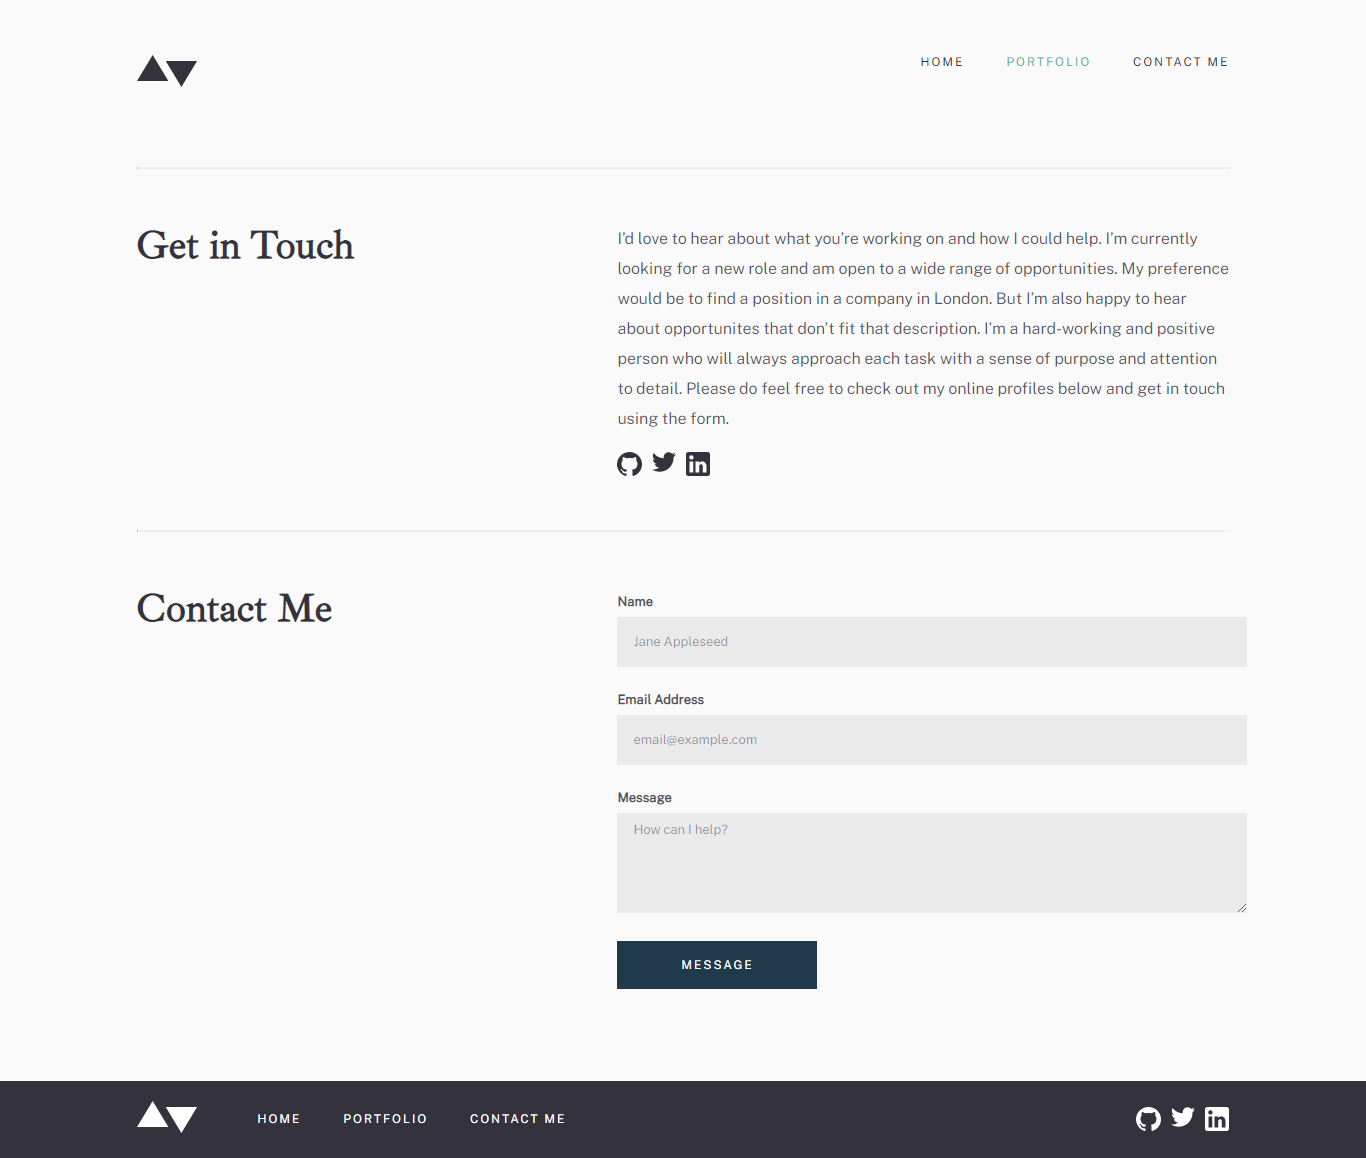 HOME PORTFOLIO CONTACT ME
Get in Touch
I'd love to hear about what you're working on and how I could help. I'm currently
looking for a new role and am open to a wide range of opportunities. My preference
would be to find a position in a company in London. But I'm also happy to hear
about opportunites that don't fit that description. I'm a hard-working and positive
person who will always approach each task with a sense of purpose and attention
to detail. Please do feel free to check out my online profiles below and get in touch
using the form.
in
Contact Me
Name
Jane Appleseed
Email Address
email@example.com
Message
How can I help?
MESSAGE
HOME PORTFOLIO CONTACT ME
in